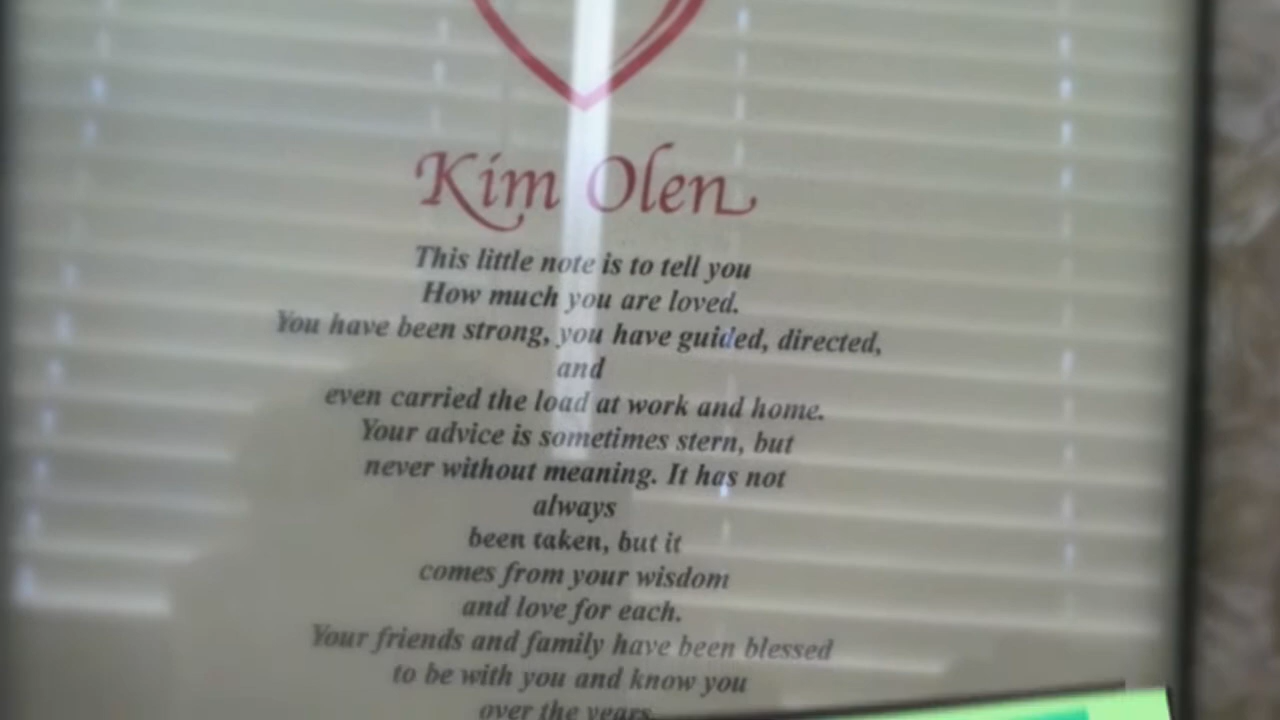 Kim Olen
This little note is to tell you
How much you are loved.
You have been strong, you have guided, directed,
and
even carried the load at work and home.
Your advice is sometimes stern, but
never without meaning. It has not
always
been taken, but it
comes from your wisdom
and love for each.
Your friends and family have been blessed
to be with you and know you
over the years